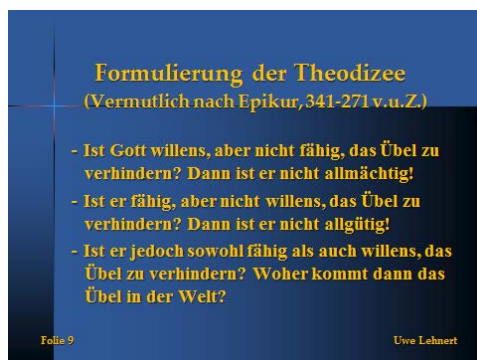 Formulierung der Theodizee
(Vermutlich nach Epikur, 341-271 v.u.Z.)
- Ist Gott willens, aber nicht fähig, das Übel zu
verhindern? Dann ist er nicht allmächtig!
- Ist er fähig, aber nicht willens, das Übel zu
verhindern? Dann ist er nicht allgütig!
- Ist er jedoch sowohl fähig als auch willens, das
Übel zu verhindern? Woher kommt dann das
Übel in der Welt?
Folie 9 Uwe Lehnert